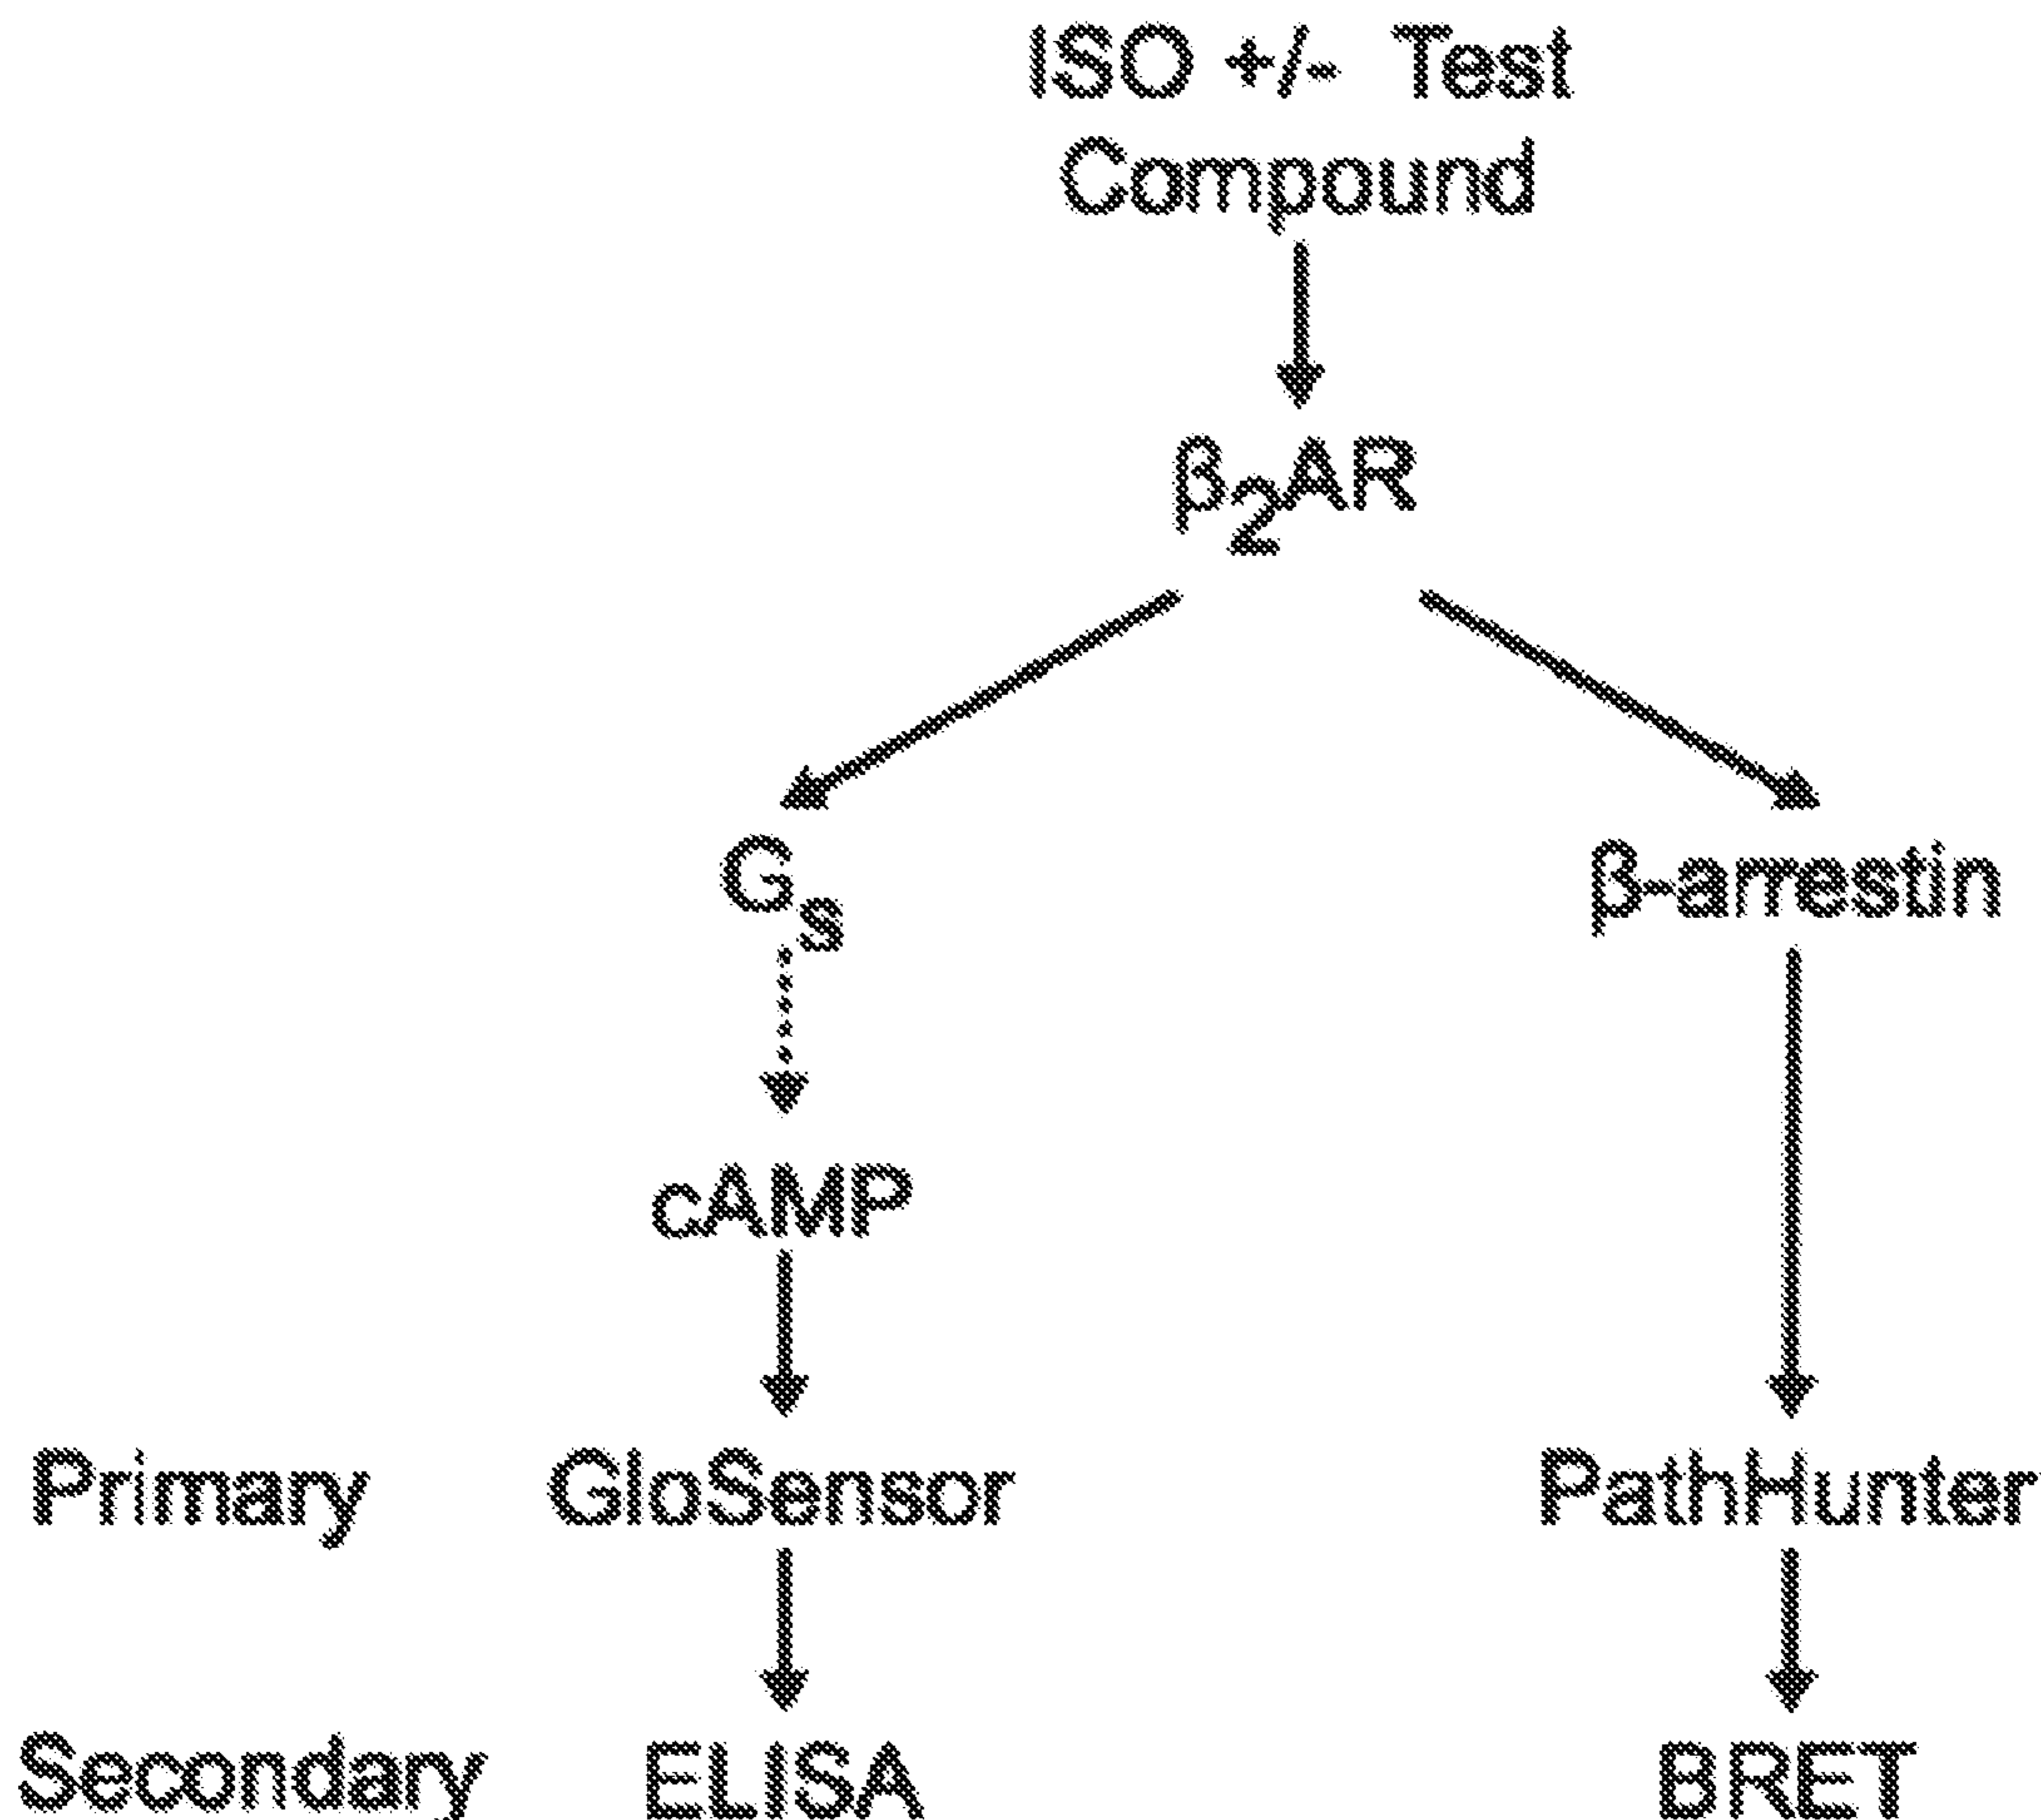 ISO +/- Test
Compound
β₂AR
Gₛ β-arrestin
cAMP
Primary GloSensor PathHunter
Secondary ELISA BRET